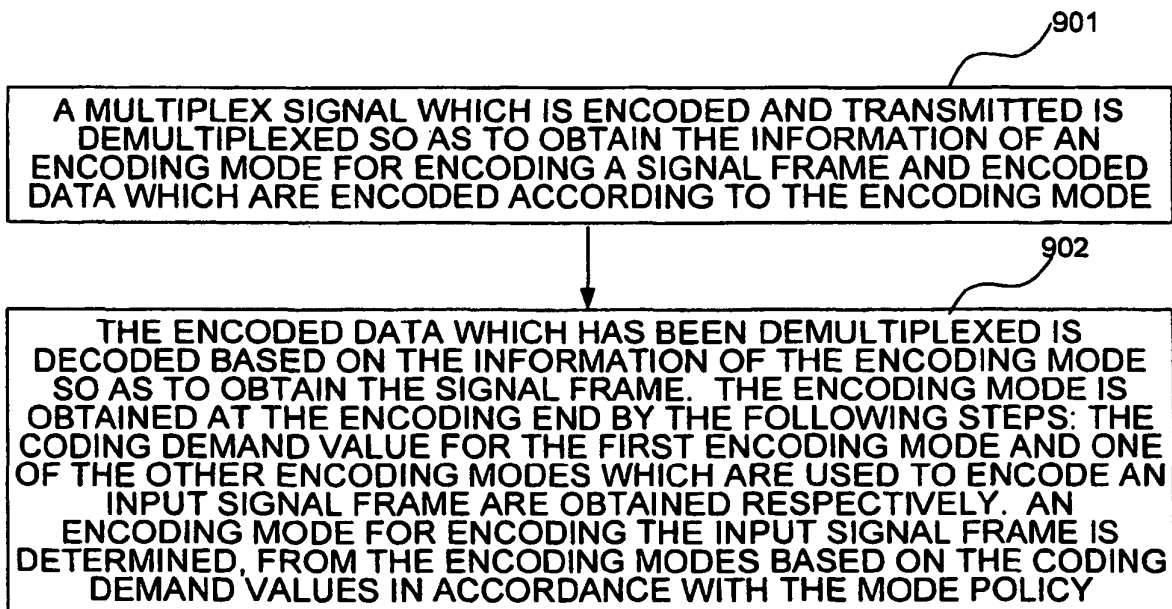 901
A MULTIPLEX SIGNAL WHICH IS ENCODED AND TRANSMITTED IS
DEMULTIPLEXED SO AS TO OBTAIN THE INFORMATION OF AN
ENCODING MODE FOR ENCODING A SIGNAL FRAME AND ENCODED
DATA WHICH ARE ENCODED ACCORDING TO THE ENCODING MODE
902
THE ENCODED DATA WHICH HAS BEEN DEMULTIPLEXED IS
DECODED BASED ON THE INFORMATION OF THE ENCODING MODE
SO AS TO OBTAIN THE SIGNAL FRAME. THE ENCODING MODE IS
OBTAINED AT THE ENCODING END BY THE FOLLOWING STEPS: THE
CODING DEMAND VALUE FOR THE FIRST ENCODING MODE AND ONE
OF THE OTHER ENCODING MODES WHICH ARE USED TO ENCODE AN
INPUT SIGNAL FRAME ARE OBTAINED RESPECTIVELY. AN
ENCODING MODE FOR ENCODING THE INPUT SIGNAL FRAME IS
DETERMINED, FROM THE ENCODING MODES BASED ON THE CODING
DEMAND VALUES IN ACCORDANCE WITH THE MODE POLICY